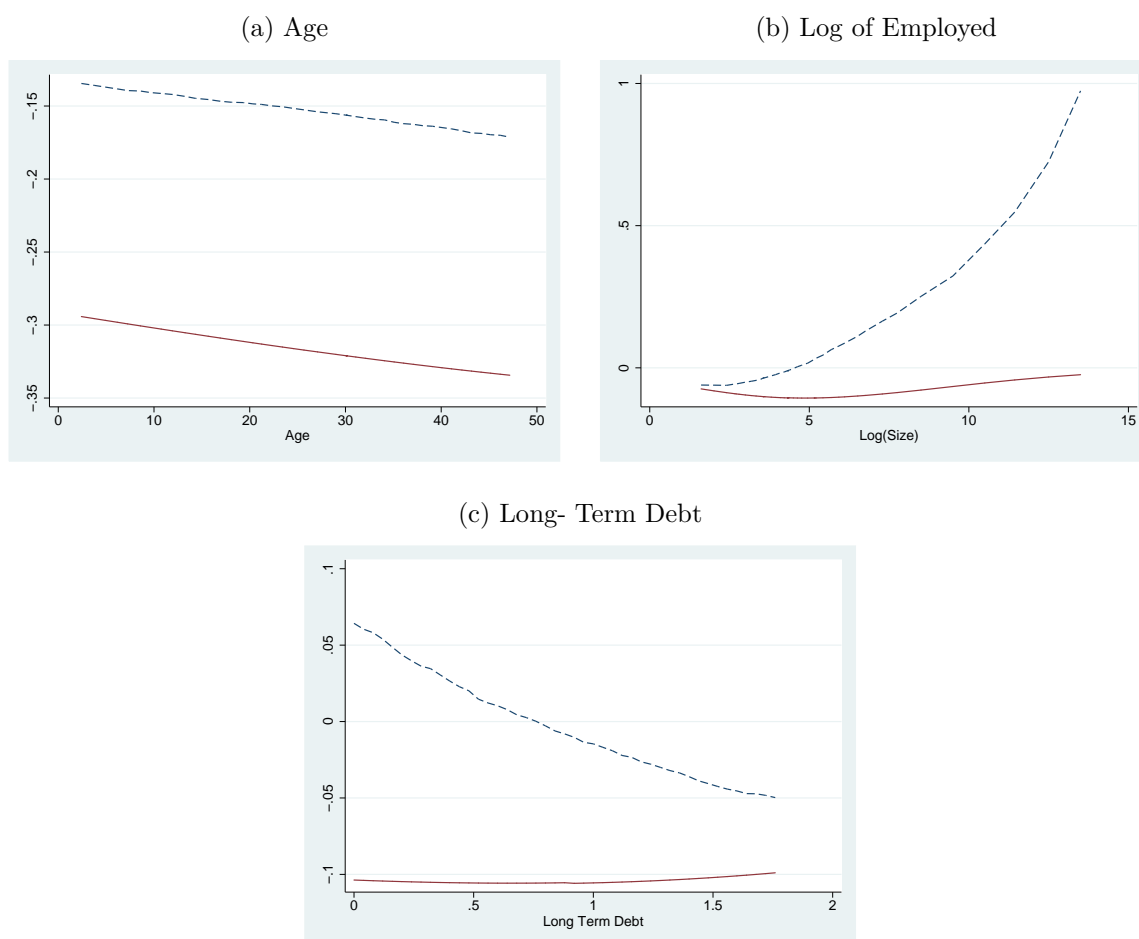 (a) Age
−.15
−.2
−.25
−.3
−.35
0 10 20 30 40 50
Age
(b) Log of Employed
1
.5
0
0 5 10 15
Log(Size)
(c) Long- Term Debt
.1
.05
0
−.05
−.1
0 .5 1 1.5 2
Long Term Debt